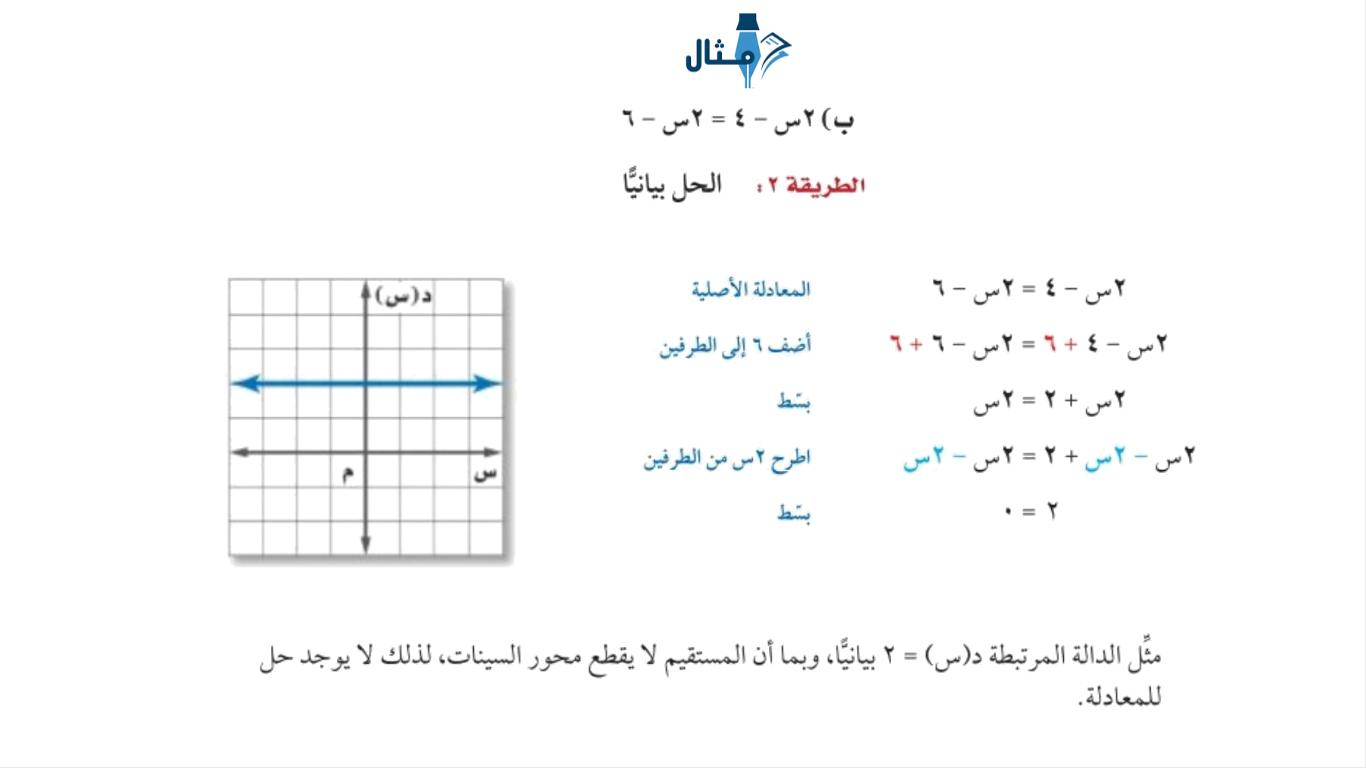 مثال
ب) ٢س − ٤ = ٢س − ٦
الطريقة ٢: الحل بيانيًّا
٢س − ٤ = ٢س − ٦ المعادلة الأصلية
٢س − ٤ + ٦ = ٢س − ٦ + ٦ أضف ٦ إلى الطرفين
٢س + ٢ = ٢س بسّط
٢س − ٢س + ٢ = ٢س − ٢س اطرح ٢س من الطرفين
٢ = ٠ بسّط
د(س)
س م
مثِّل الدالة المرتبطة د(س) = ٢ بيانيًّا، وبما أن المستقيم لا يقطع محور السينات، لذلك لا يوجد حل
للمعادلة.